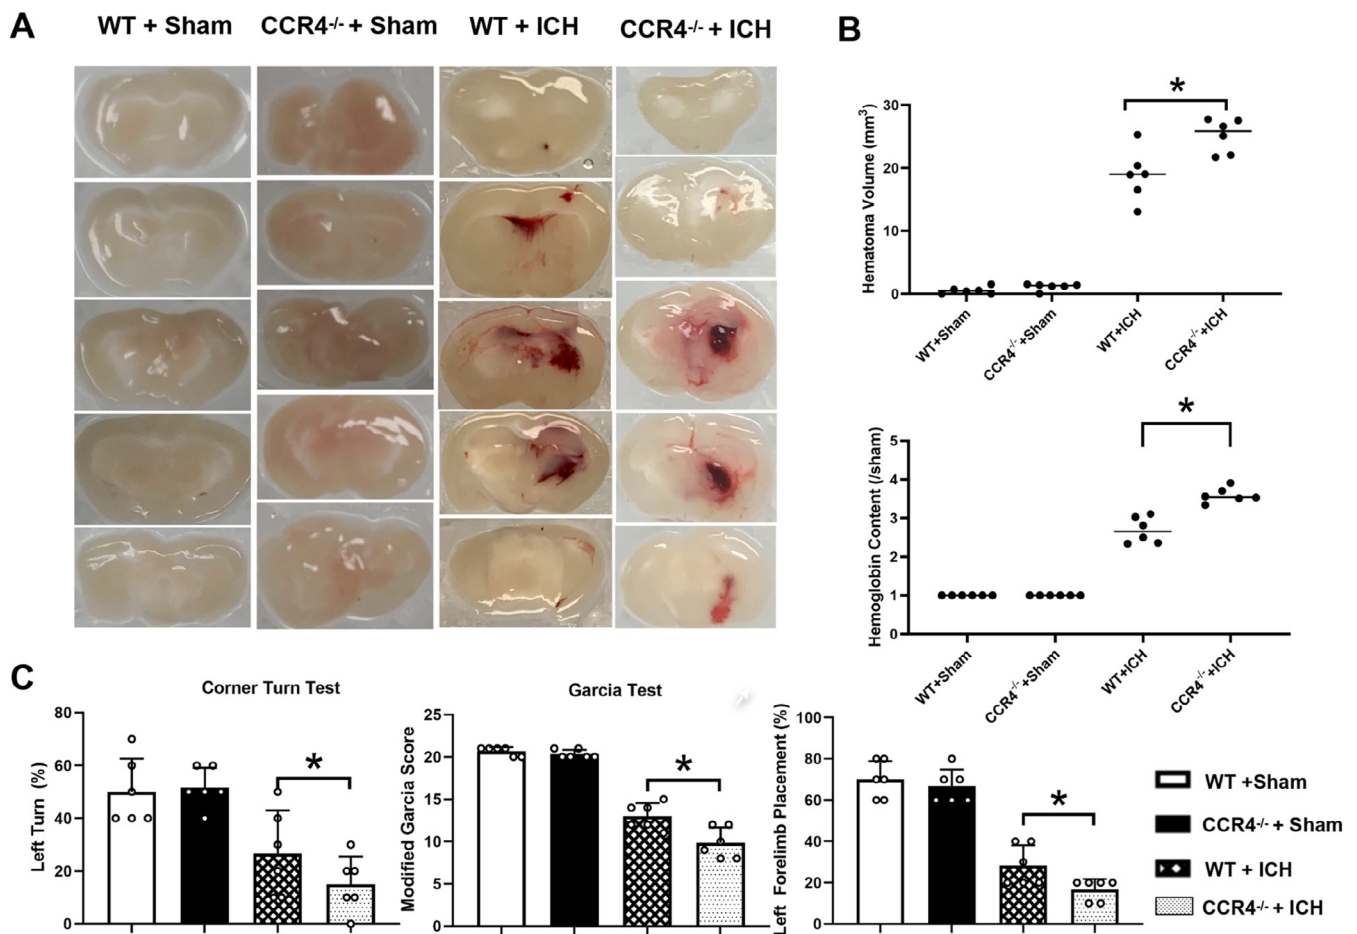 A
WT + Sham
CCR4-/- + Sham
WT + ICH
CCR4-/- + ICH
B
*
Hematoma Volume (mm3)
30
20
10
0
WT+Sham
CCR4-/-+Sham
WT+ICH
CCR4-/-+ICH
*
Hemoglobin Content (/sham)
5
4
3
2
1
0
WT+Sham
CCR4-/-+Sham
WT+ICH
CCR4-/-+ICH
C
Corner Turn Test
Left Turn (%)
80
60
40
20
0
*
Garcia Test
Modified Garcia Score
25
20
15
10
5
0
*
Left Forelimb Placement (%)
100
80
60
40
20
0
*
WT +Sham
CCR4-/- + Sham
WT + ICH
CCR4-/- + ICH